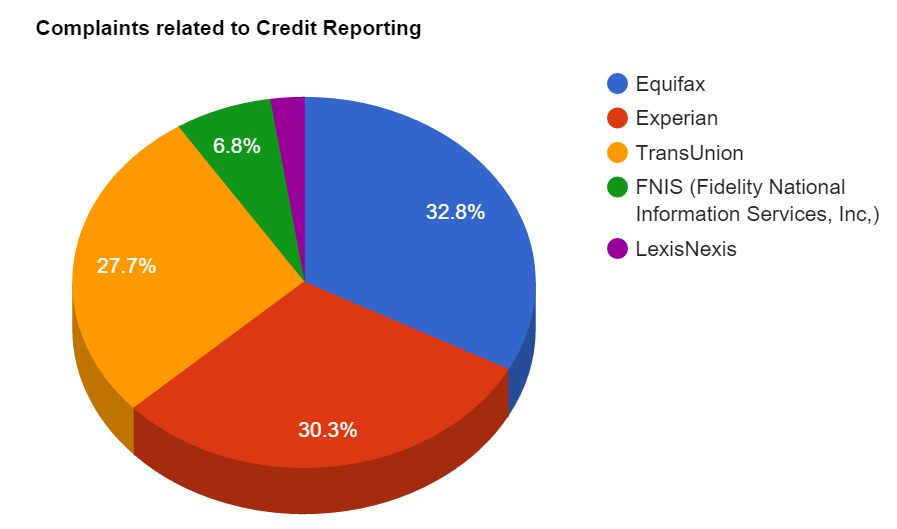 Complaints related to Credit Reporting
Equifax
Experian
TransUnion
FNIS (Fidelity National
Information Services, Inc,)
LexisNexis
6.8%
32.8%
27.7%
30.3%